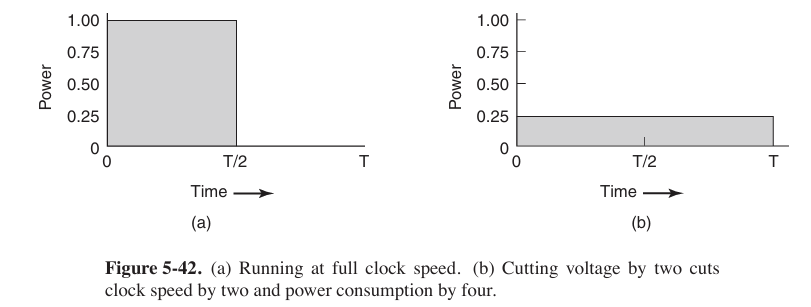 1.00
0.75
0.50
0.25
0
Power
0 T/2 T
Time
(a)
1.00
0.75
0.50
0.25
0
Power
0 T/2 T
Time
(b)
Figure 5-42. (a) Running at full clock speed. (b) Cutting voltage by two cuts
clock speed by two and power consumption by four.